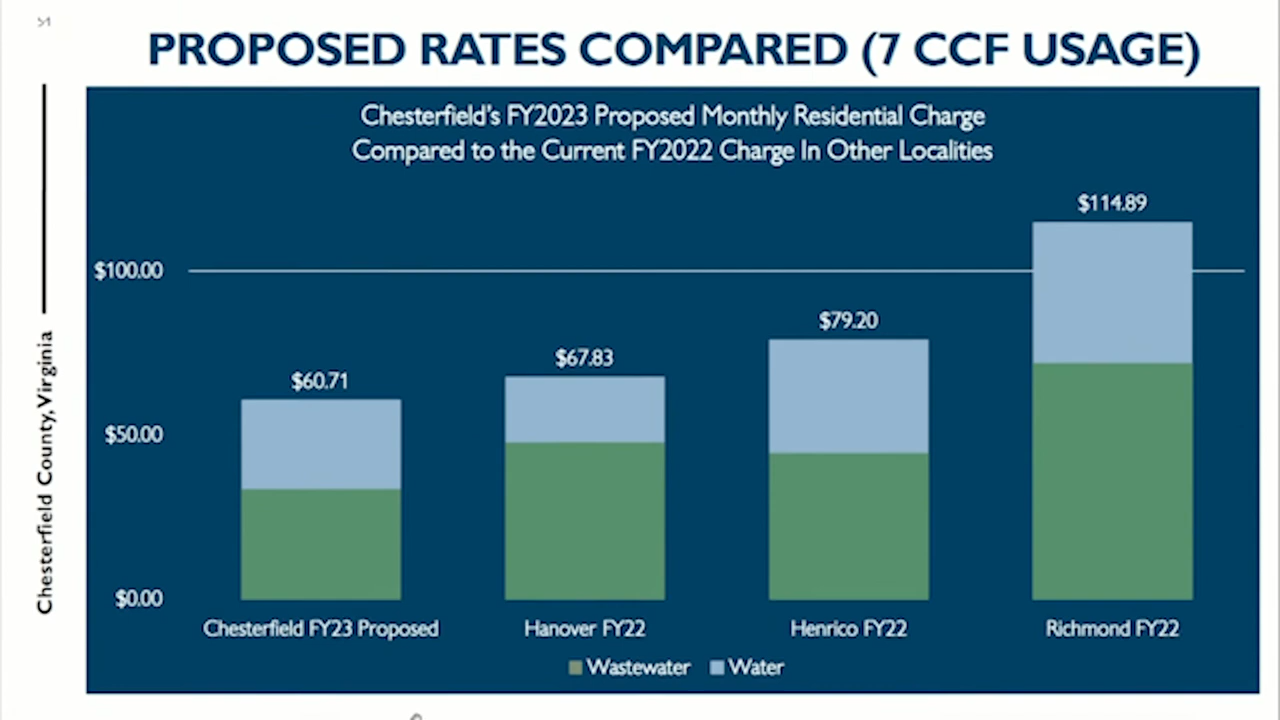 PROPOSED RATES COMPARED (7 CCF USAGE)
Chesterfield County, Virginia
Chesterfield's FY2023 Proposed Monthly Residential Charge
Compared to the Current FY2022 Charge In Other Localities
$114.89
$100.00
$79.20
$67.83
$60.71
$50.00
$0.00
Chesterfield FY23 Proposed
Hanover FY22
Henrico FY22
Richmond FY22
Wastewater
Water